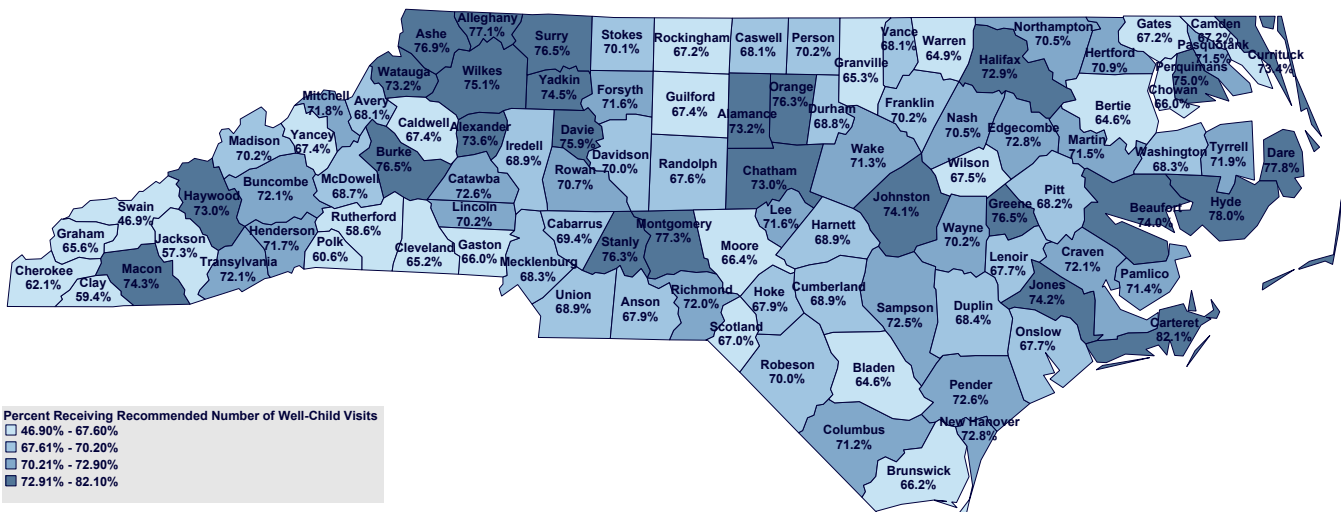 Alleghany
77.1%
Ashe
76.9%
Surry
76.5%
Stokes
70.1%
Rockingham
67.2%
Caswell
68.1%
Person
70.2%
Granville
65.3%
Vance
68.1%
Warren
64.9%
Northampton
70.5%
Gates
67.2%
Camden
67.2%
Pasquotank
71.5%
Currituck
73.4%
Perquimans
75.0%
Chowan
66.0%
Hertford
70.9%
Halifax
72.9%
Watauga
73.2%
Wilkes
75.1%
Yadkin
74.5%
Forsyth
71.6%
Guilford
67.4%
Alamance
73.2%
Orange
76.3%
Durham
68.8%
Franklin
70.2%
Nash
70.5%
Edgecombe
72.8%
Bertie
64.6%
Mitchell
71.8%
Avery
68.1%
Caldwell
67.4%
Alexander
73.6%
Iredell
68.9%
Davie
75.9%
Davidson
70.0%
Randolph
67.6%
Chatham
73.0%
Wake
71.3%
Wilson
67.5%
Martin
71.5%
Washington
68.3%
Tyrrell
71.9%
Dare
77.8%
Madison
70.2%
Yancey
67.4%
Burke
76.5%
McDowell
68.7%
Buncombe
72.1%
Haywood
73.0%
Catawba
72.6%
Rowan
70.7%
Lincoln
70.2%
Swain
46.9%
Graham
65.6%
Jackson
57.3%
Cherokee
62.1%
Clay
59.4%
Macon
74.3%
Transylvania
72.1%
Henderson
71.7%
Polk
60.6%
Rutherford
58.6%
Cleveland
65.2%
Gaston
66.0%
Mecklenburg
68.3%
Cabarrus
69.4%
Stanly
76.3%
Montgomery
77.3%
Moore
66.4%
Lee
71.6%
Harnett
68.9%
Johnston
74.1%
Wayne
70.2%
Greene
76.5%
Pitt
68.2%
Beaufort
74.0%
Hyde
78.0%
Lenoir
67.7%
Craven
72.1%
Pamlico
71.4%
Jones
74.2%
Carteret
82.1%
Union
68.9%
Anson
67.9%
Richmond
72.0%
Scotland
67.0%
Hoke
67.9%
Cumberland
68.9%
Sampson
72.5%
Duplin
68.4%
Onslow
67.7%
Robeson
70.0%
Bladen
64.6%
Pender
72.6%
New Hanover
72.8%
Columbus
71.2%
Brunswick
66.2%
Percent Receiving Recommended Number of Well-Child Visits
46.90% - 67.60%
67.61% - 70.20%
70.21% - 72.90%
72.91% - 82.10%